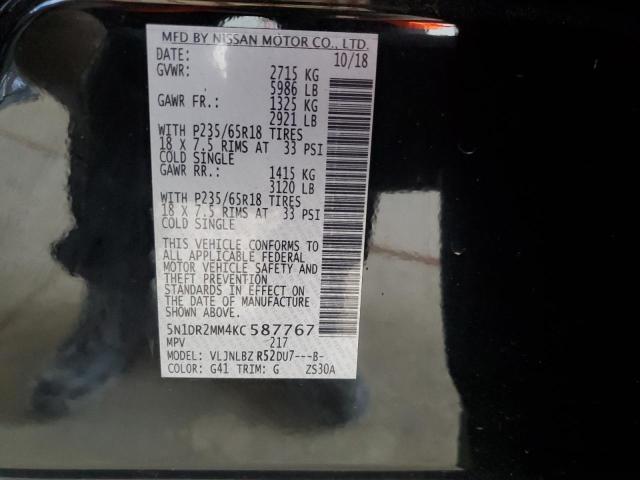 MFD BY NISSAN MOTOR CO., LTD.
DATE: 10/18
GVWR: 2715 KG
5986 LB
GAWR FR.: 1325 KG
2921 LB
WITH P235/65R18 TIRES
18 X 7.5 RIMS AT 33 PSI
COLD SINGLE
GAWR RR.: 1415 KG
3120 LB
WITH P235/65R18 TIRES
18 X 7.5 RIMS AT 33 PSI
COLD SINGLE
THIS VEHICLE CONFORMS TO
ALL APPLICABLE FEDERAL
MOTOR VEHICLE SAFETY AND
THEFT PREVENTION
STANDARDS IN EFFECT ON
THE DATE OF MANUFACTURE
SHOWN ABOVE.
5N1DR2MM4KC587767
MPV 217
MODEL: VLJNLBZ R52DU7---B-
COLOR: G41 TRIM: G ZS30A